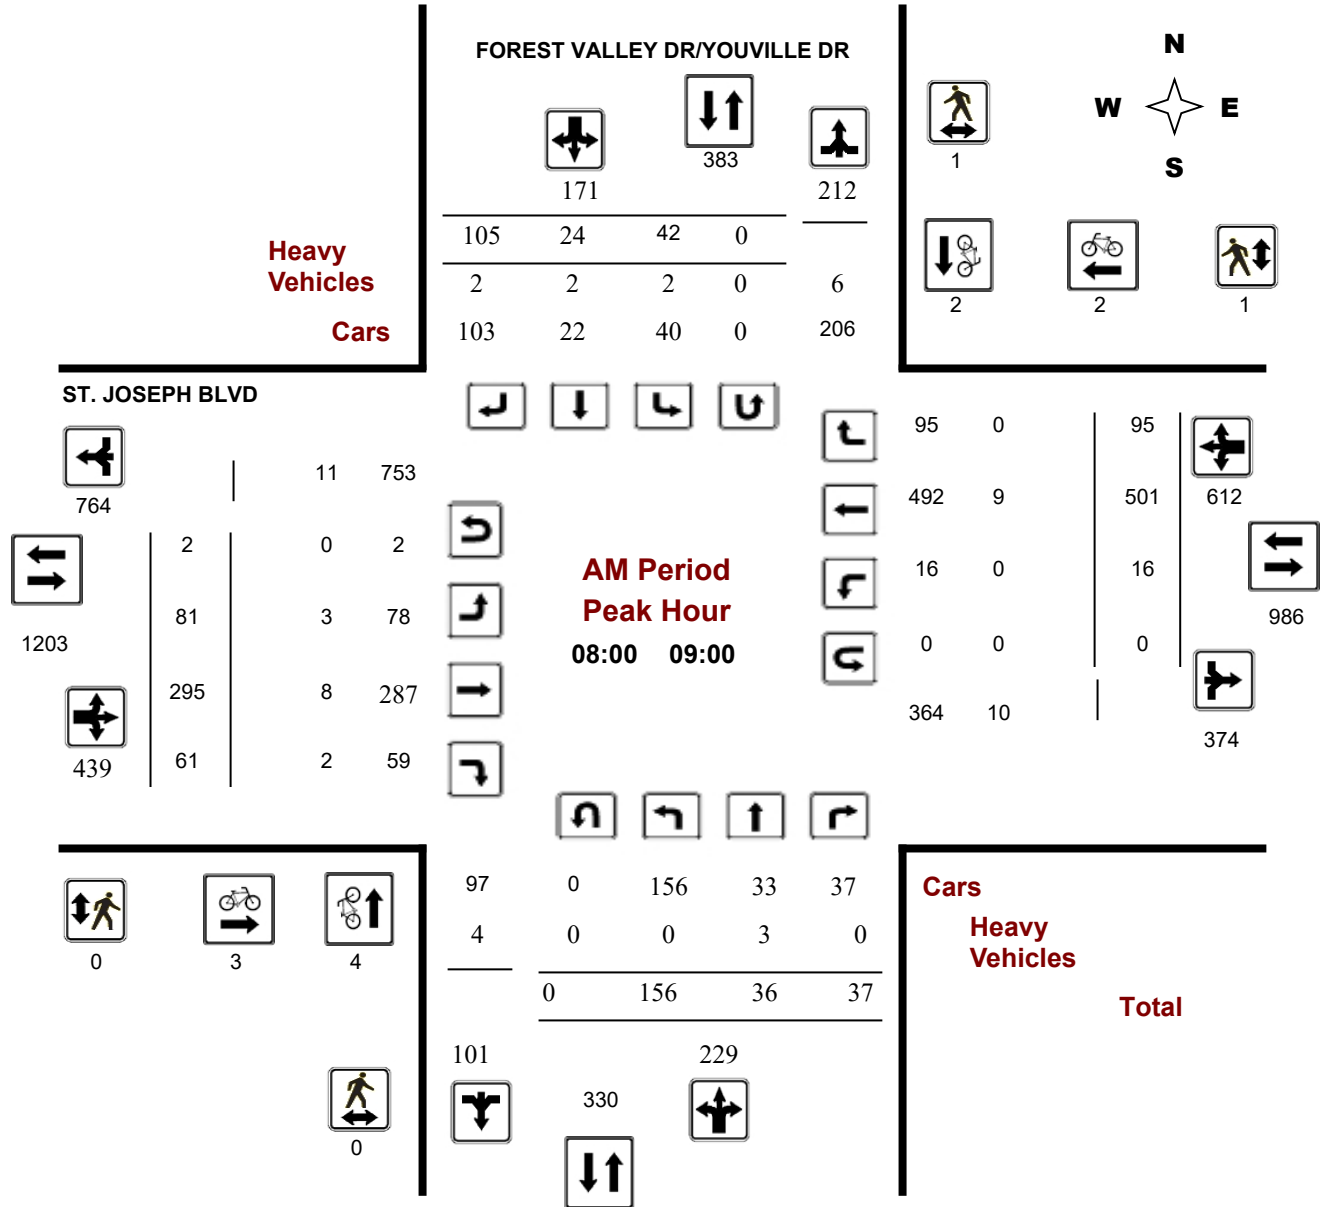 FOREST VALLEY DR/YOUVILLE DR
N
W E
S
383
1
171
212
105 24 42 0
Heavy
Vehicles
2 2 2 0 6
2 2 1
Cars
103 22 40 0 206
ST. JOSEPH BLVD
95 0 95
11 753
764
492 9 501 612
2 0 2
AM Period
16 0 16
Peak Hour
81 3 78
986
1203
08:00 09:00
0 0 0
295 8 287
364 10
374
439
61 2 59
97 0 156 33 37
Cars
4 0 0 3 0
Heavy
Vehicles
0 3 4
0 156 36 37
Total
101 229
330
0